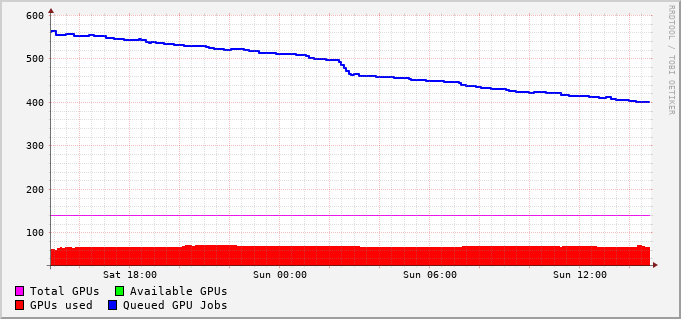 600
500
400
300
200
100
Sat 18:00 Sun 00:00 Sun 06:00 Sun 12:00
Total GPUs Available GPUs
GPUs used Queued GPU Jobs
RRDTOOL / TOBI OETIKER